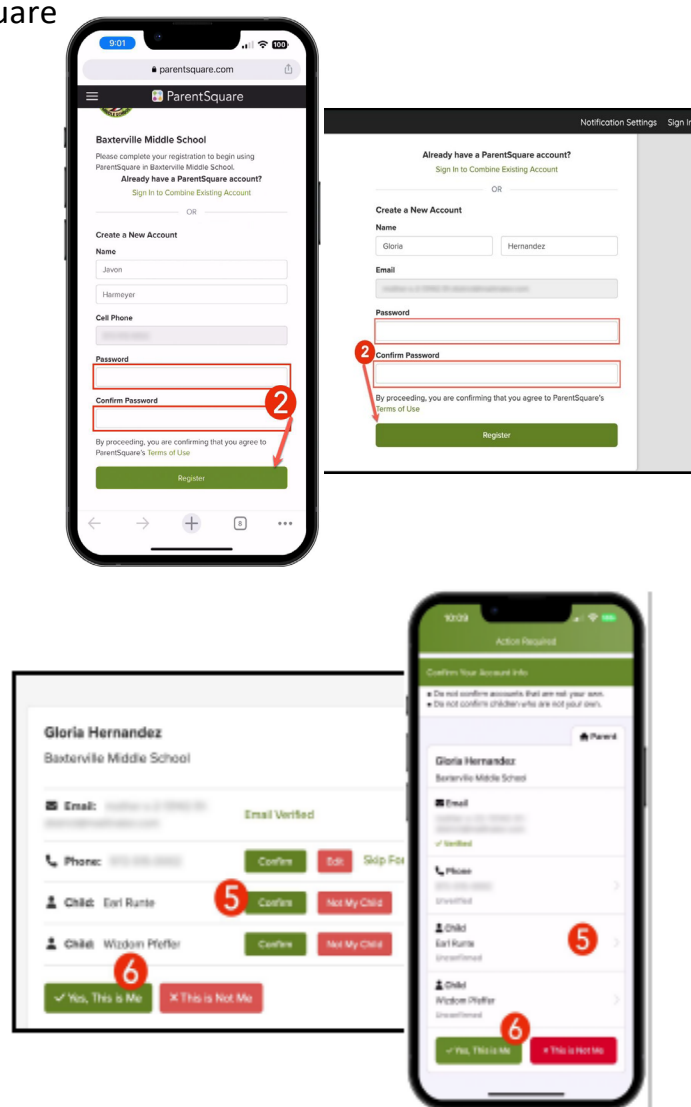 uare
9:01
100
parentsquare.com
ParentSquare
Baxterville Middle School
Please complete your registration to begin using
ParentSquare in Baxterville Middle School.
Already have a ParentSquare account?
Sign In to Combine Existing Account
OR
Create a New Account
Name
Javon
Harmeyer
Cell Phone
Password
Confirm Password
2
By proceeding, you are confirming that you agree to
ParentSquare's Terms of Use
Register
8
Notification Settings Sign In
Already have a ParentSquare account?
Sign In to Combine Existing Account
OR
Create a New Account
Name
Gloria Hernandez
Email
Password
2
Confirm Password
By proceeding, you are confirming that you agree to ParentSquare's
Terms of Use
Register
Gloria Hernandez
Baxterville Middle School
Email: Email Verified
Phone: Confirm Edit Skip For
Child: Earl Runte 5 Confirm Not My Child
Child: Wizdom Pfeffer Confirm Not My Child
6
Yes, This is Me This is Not Me
10:09
Action Required
Confirm Your Account Info
Do not confirm accounts that are not your own.
Do not confirm children who are not your own.
Parent
Gloria Hernandez
Baxterville Middle School
Email
Verified
Phone
Unverified
Child
Earl Runte
5
Unconfirmed
Child
Wizdom Pfeffer
Unconfirmed
6
Yes, This is Me This is Not Me